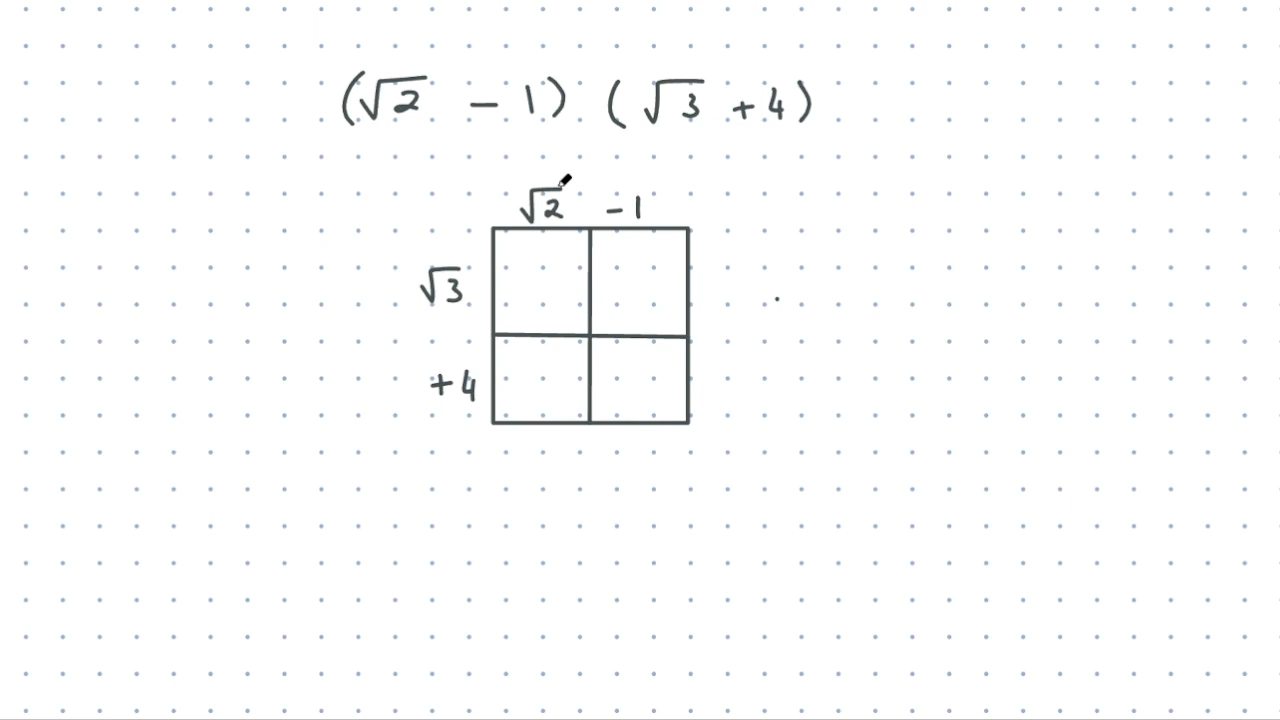 (√2 - 1) (√3 + 4)
√2 - 1
√3
+ 4